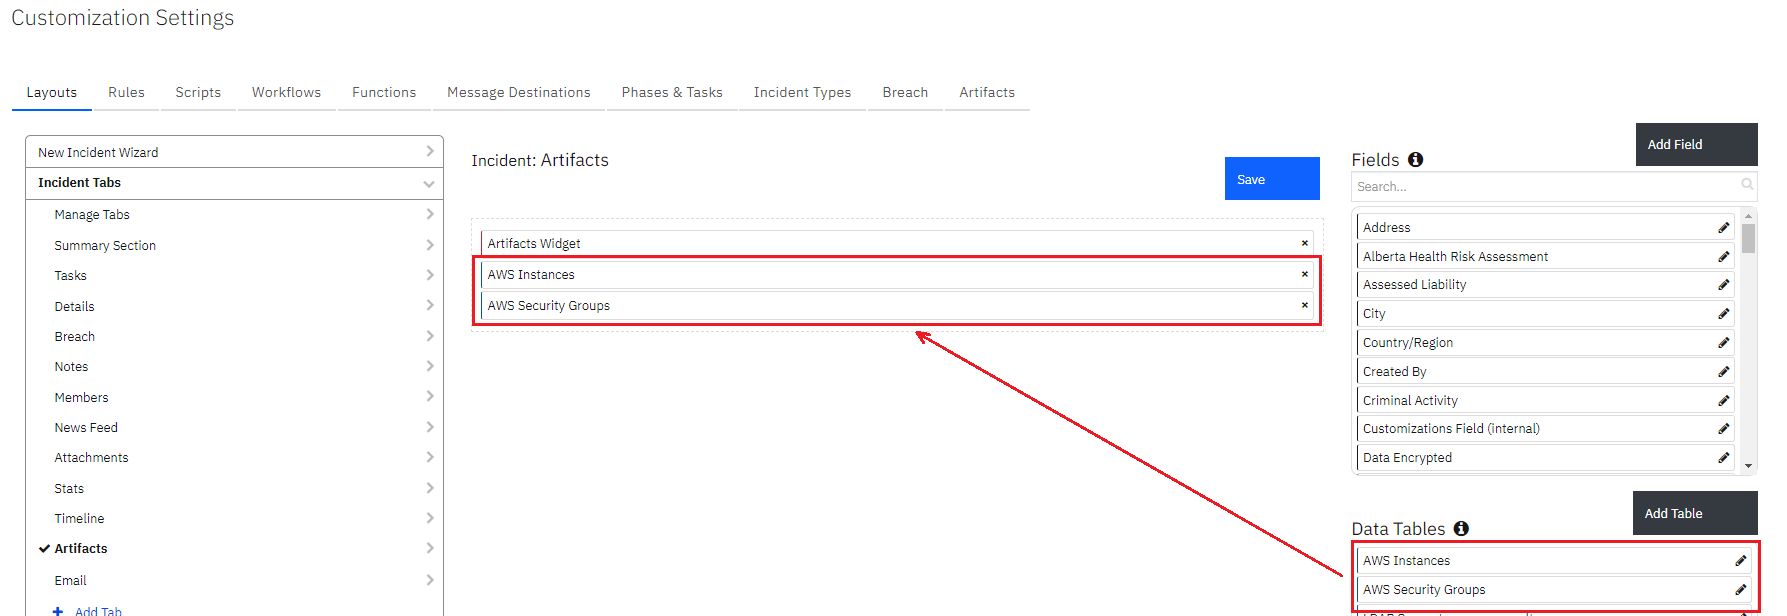 Customization Settings
Layouts Rules Scripts Workflows Functions Message Destinations Phases & Tasks Incident Types Breach Artifacts
New Incident Wizard
Incident Tabs
Manage Tabs
Summary Section
Tasks
Details
Breach
Notes
Members
News Feed
Attachments
Stats
Timeline
Artifacts
Email
Add Tab
Incident: Artifacts
Save
Artifacts Widget
AWS Instances
AWS Security Groups
Fields
Add Field
Search...
Address
Alberta Health Risk Assessment
Assessed Liability
City
Country/Region
Created By
Criminal Activity
Customizations Field (internal)
Data Encrypted
Data Tables
Add Table
AWS Instances
AWS Security Groups